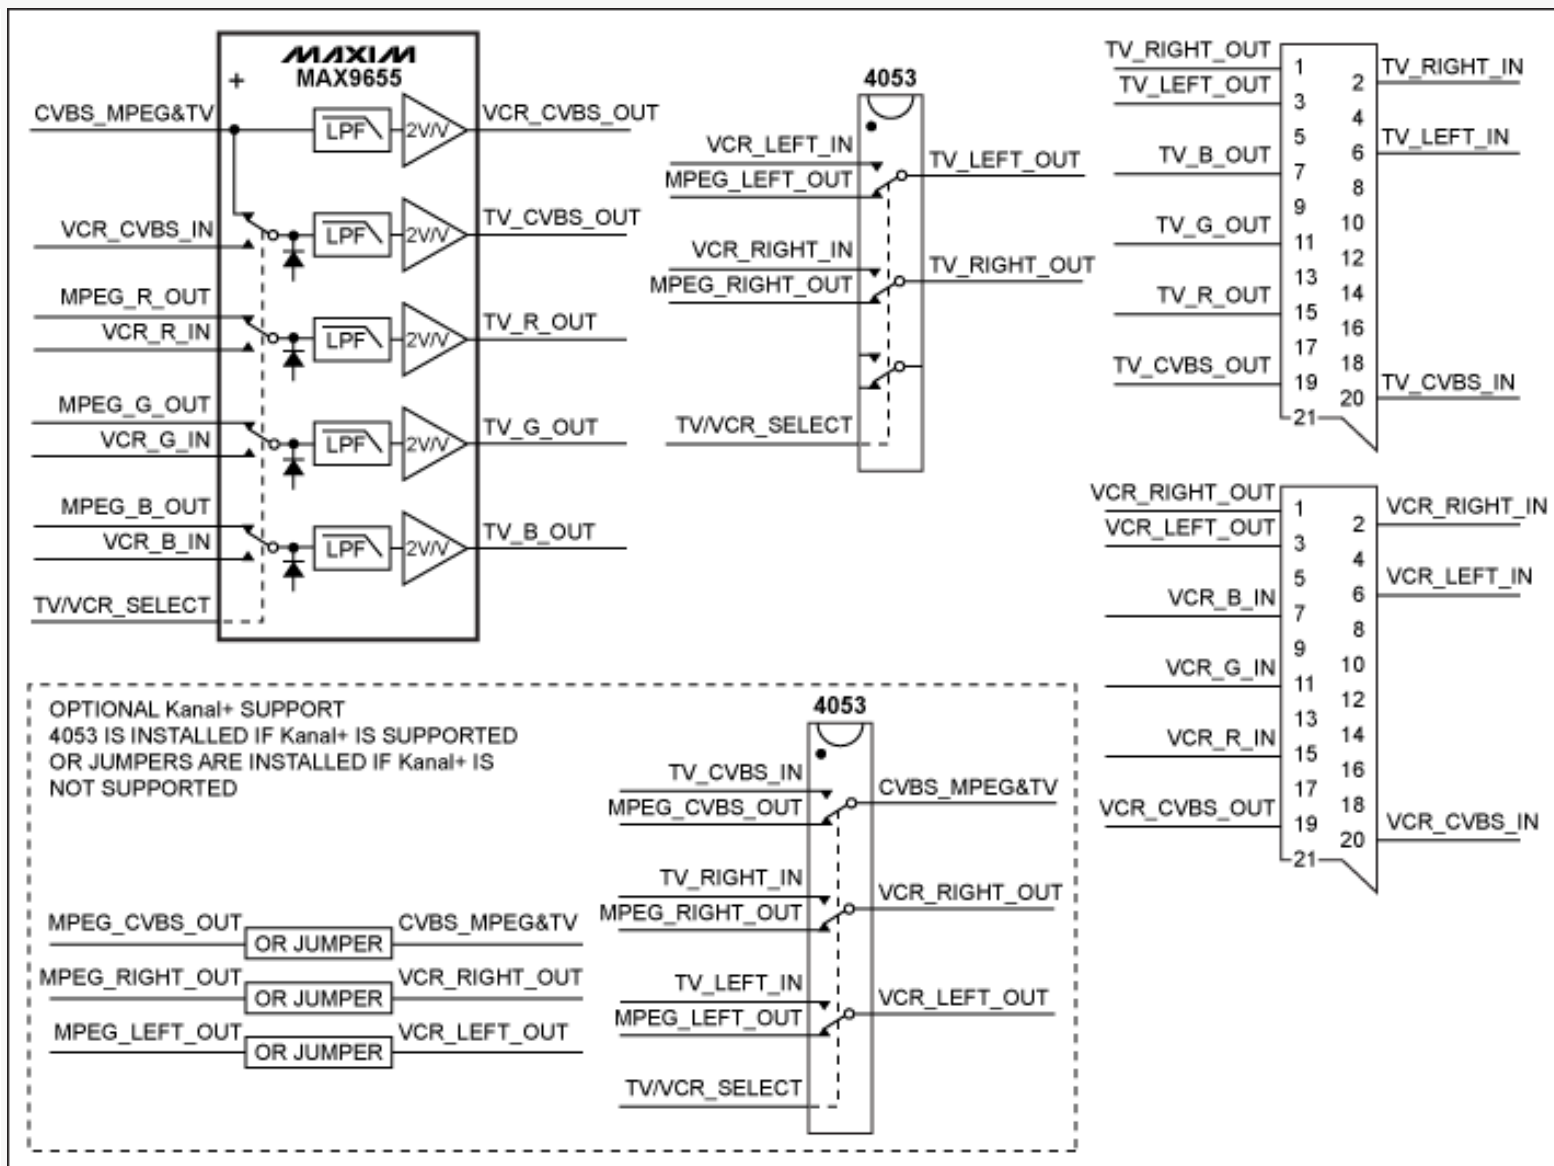 MAXIM
MAX9655
+
CVBS_MPEG&TV
LPF
2V/V
VCR_CVBS_OUT
VCR_CVBS_IN
LPF
2V/V
TV_CVBS_OUT
MPEG_R_OUT
VCR_R_IN
LPF
2V/V
TV_R_OUT
MPEG_G_OUT
VCR_G_IN
LPF
2V/V
TV_G_OUT
MPEG_B_OUT
VCR_B_IN
LPF
2V/V
TV_B_OUT
TV/VCR_SELECT
4053
VCR_LEFT_IN
MPEG_LEFT_OUT
TV_LEFT_OUT
VCR_RIGHT_IN
MPEG_RIGHT_OUT
TV_RIGHT_OUT
TV/VCR_SELECT
TV_RIGHT_OUT
1
2
TV_RIGHT_IN
TV_LEFT_OUT
3
4
5
6
TV_LEFT_IN
TV_B_OUT
7
8
9
10
TV_G_OUT
11
12
13
14
TV_R_OUT
15
16
17
18
TV_CVBS_OUT
19
20
TV_CVBS_IN
21
VCR_RIGHT_OUT
1
2
VCR_RIGHT_IN
VCR_LEFT_OUT
3
4
5
6
VCR_LEFT_IN
VCR_B_IN
7
8
9
10
VCR_G_IN
11
12
13
14
VCR_R_IN
15
16
17
18
VCR_CVBS_OUT
19
20
VCR_CVBS_IN
21
OPTIONAL Kanal+ SUPPORT
4053 IS INSTALLED IF Kanal+ IS SUPPORTED
OR JUMPERS ARE INSTALLED IF Kanal+ IS
NOT SUPPORTED
MPEG_CVBS_OUT
OR JUMPER
CVBS_MPEG&TV
MPEG_RIGHT_OUT
OR JUMPER
VCR_RIGHT_OUT
MPEG_LEFT_OUT
OR JUMPER
VCR_LEFT_OUT
4053
TV_CVBS_IN
MPEG_CVBS_OUT
CVBS_MPEG&TV
TV_RIGHT_IN
MPEG_RIGHT_OUT
VCR_RIGHT_OUT
TV_LEFT_IN
MPEG_LEFT_OUT
VCR_LEFT_OUT
TV/VCR_SELECT